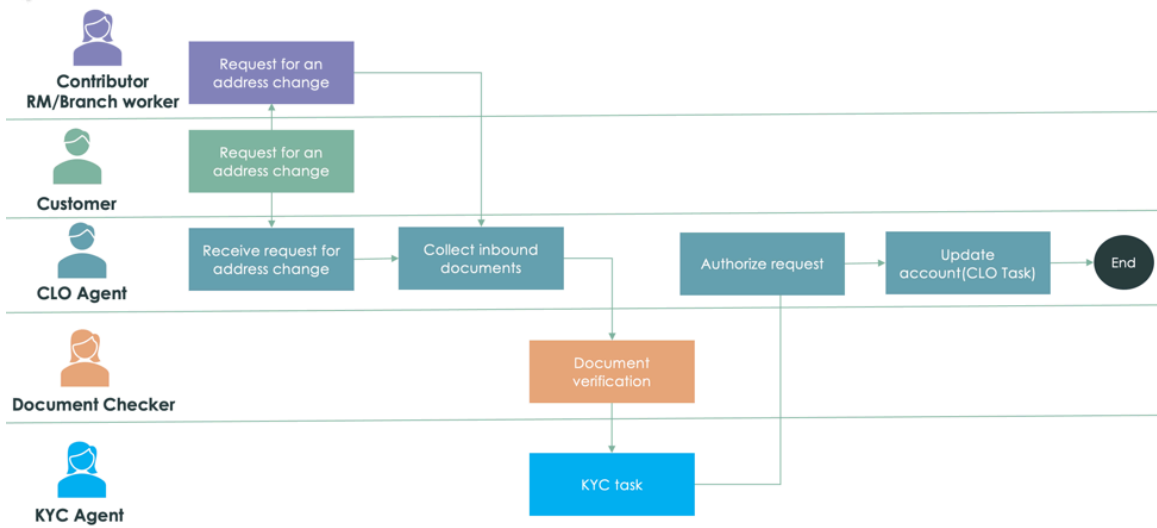 Contributor
RM/Branch worker
Request for an
address change
Customer
Request for an
address change
CLO Agent
Receive request for
address change
Collect inbound
documents
Authorize request
Update
account(CLO Task)
End
Document Checker
Document
verification
KYC Agent
KYC task